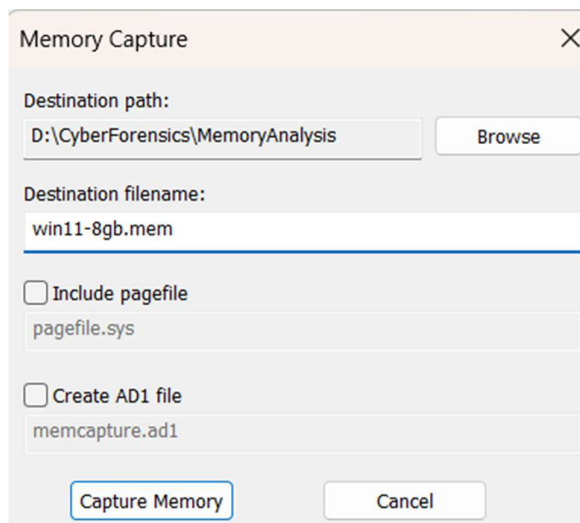 Memory Capture
Destination path:
D:\CyberForensics\MemoryAnalysis
Browse
Destination filename:
win11-8gb.mem
Include pagefile
pagefile.sys
Create AD1 file
memcapture.ad1
Capture Memory
Cancel